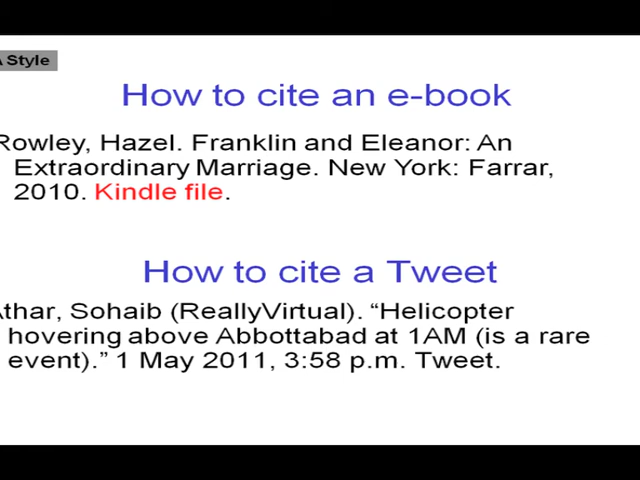 A Style
How to cite an e-book
Rowley, Hazel. Franklin and Eleanor: An
Extraordinary Marriage. New York: Farrar,
2010. Kindle file.
How to cite a Tweet
Athar, Sohaib (ReallyVirtual). “Helicopter
hovering above Abbottabad at 1AM (is a rare
event).” 1 May 2011, 3:58 p.m. Tweet.